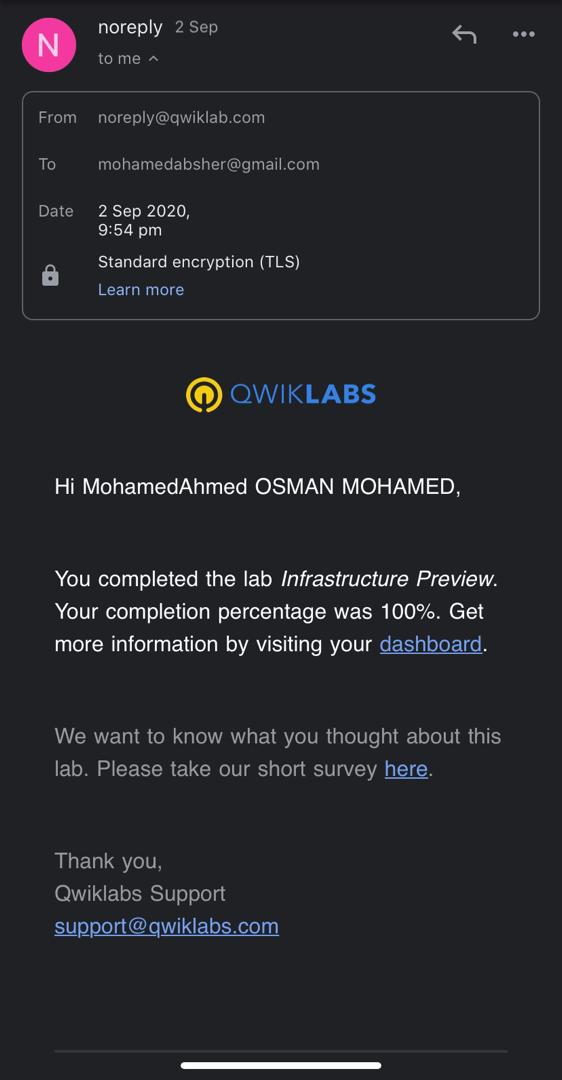 N
noreply 2 Sep
to me
From noreply@qwiklab.com
To mohamedabsher@gmail.com
Date 2 Sep 2020,
9:54 pm
Standard encryption (TLS)
Learn more
QWIKLABS
Hi MohamedAhmed OSMAN MOHAMED,
You completed the lab Infrastructure Preview.
Your completion percentage was 100%. Get
more information by visiting your dashboard.
We want to know what you thought about this
lab. Please take our short survey here.
Thank you,
Qwiklabs Support
support@qwiklabs.com